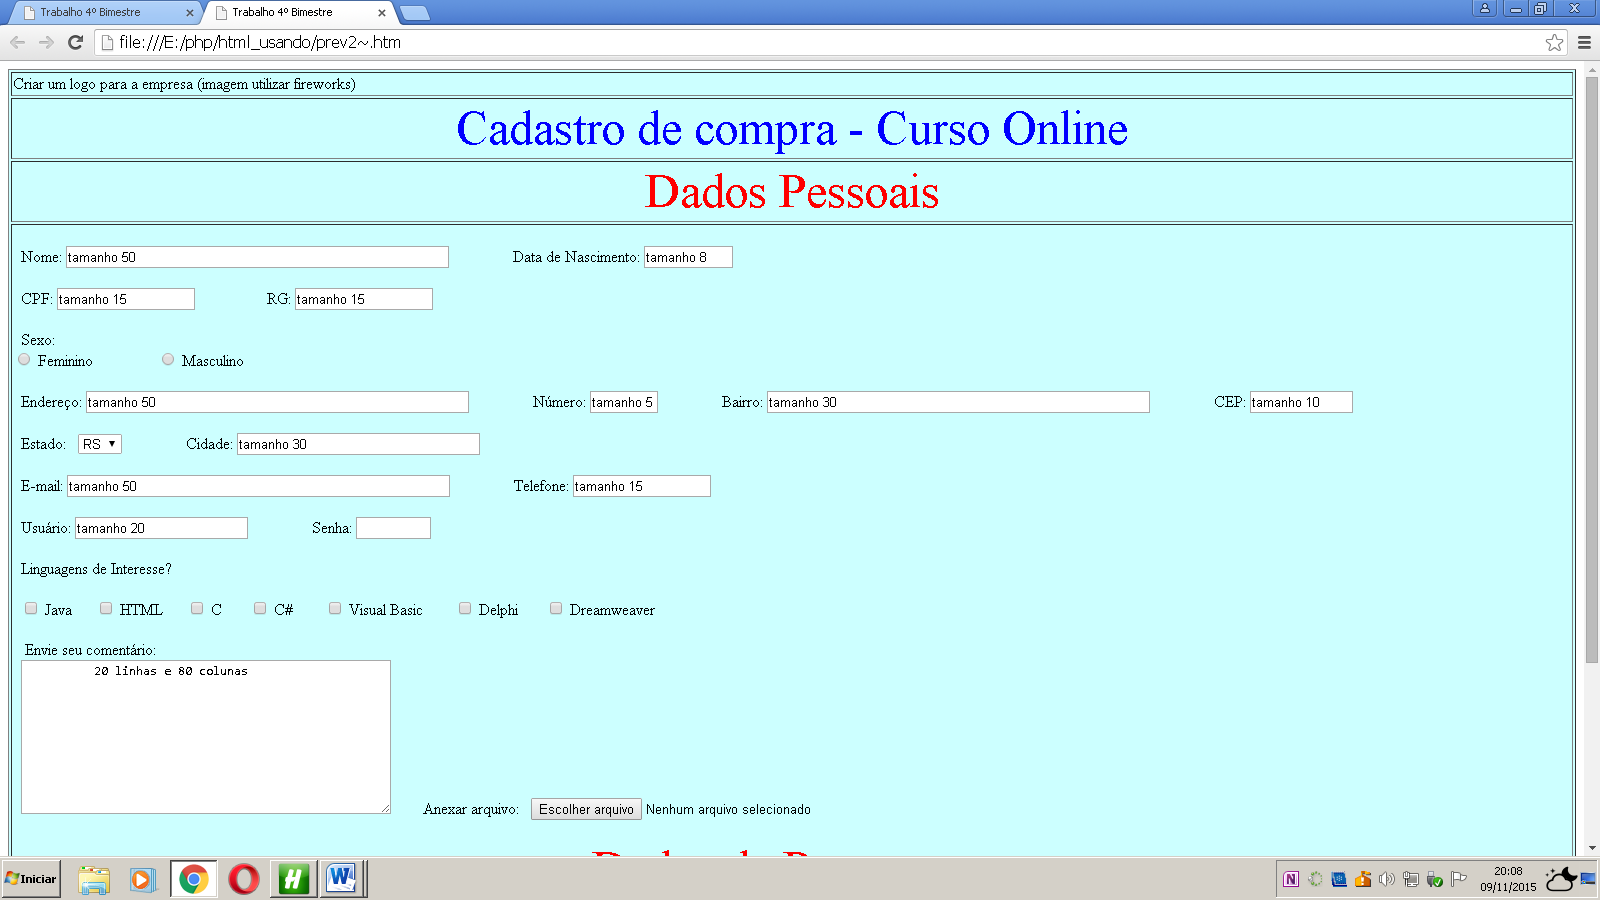 Trabalho 4º Bimestre
Trabalho 4º Bimestre
file:///E:/php/html_usando/prev2~.htm
Criar um logo para a empresa (imagem utilizar fireworks)
Cadastro de compra - Curso Online
Dados Pessoais
Nome: tamanho 50 Data de Nascimento: tamanho 8
CPF: tamanho 15 RG: tamanho 15
Sexo:
Feminino Masculino
Endereço: tamanho 50 Número: tamanho 5 Bairro: tamanho 30 CEP: tamanho 10
Estado: RS Cidade: tamanho 30
E-mail: tamanho 50 Telefone: tamanho 15
Usuário: tamanho 20 Senha:
Linguagens de Interesse?
Java HTML C C# Visual Basic Delphi Dreamweaver
Envie seu comentário:
20 linhas e 80 colunas
Anexar arquivo: Escolher arquivo Nenhum arquivo selecionado
Iniciar
20:08
09/11/2015